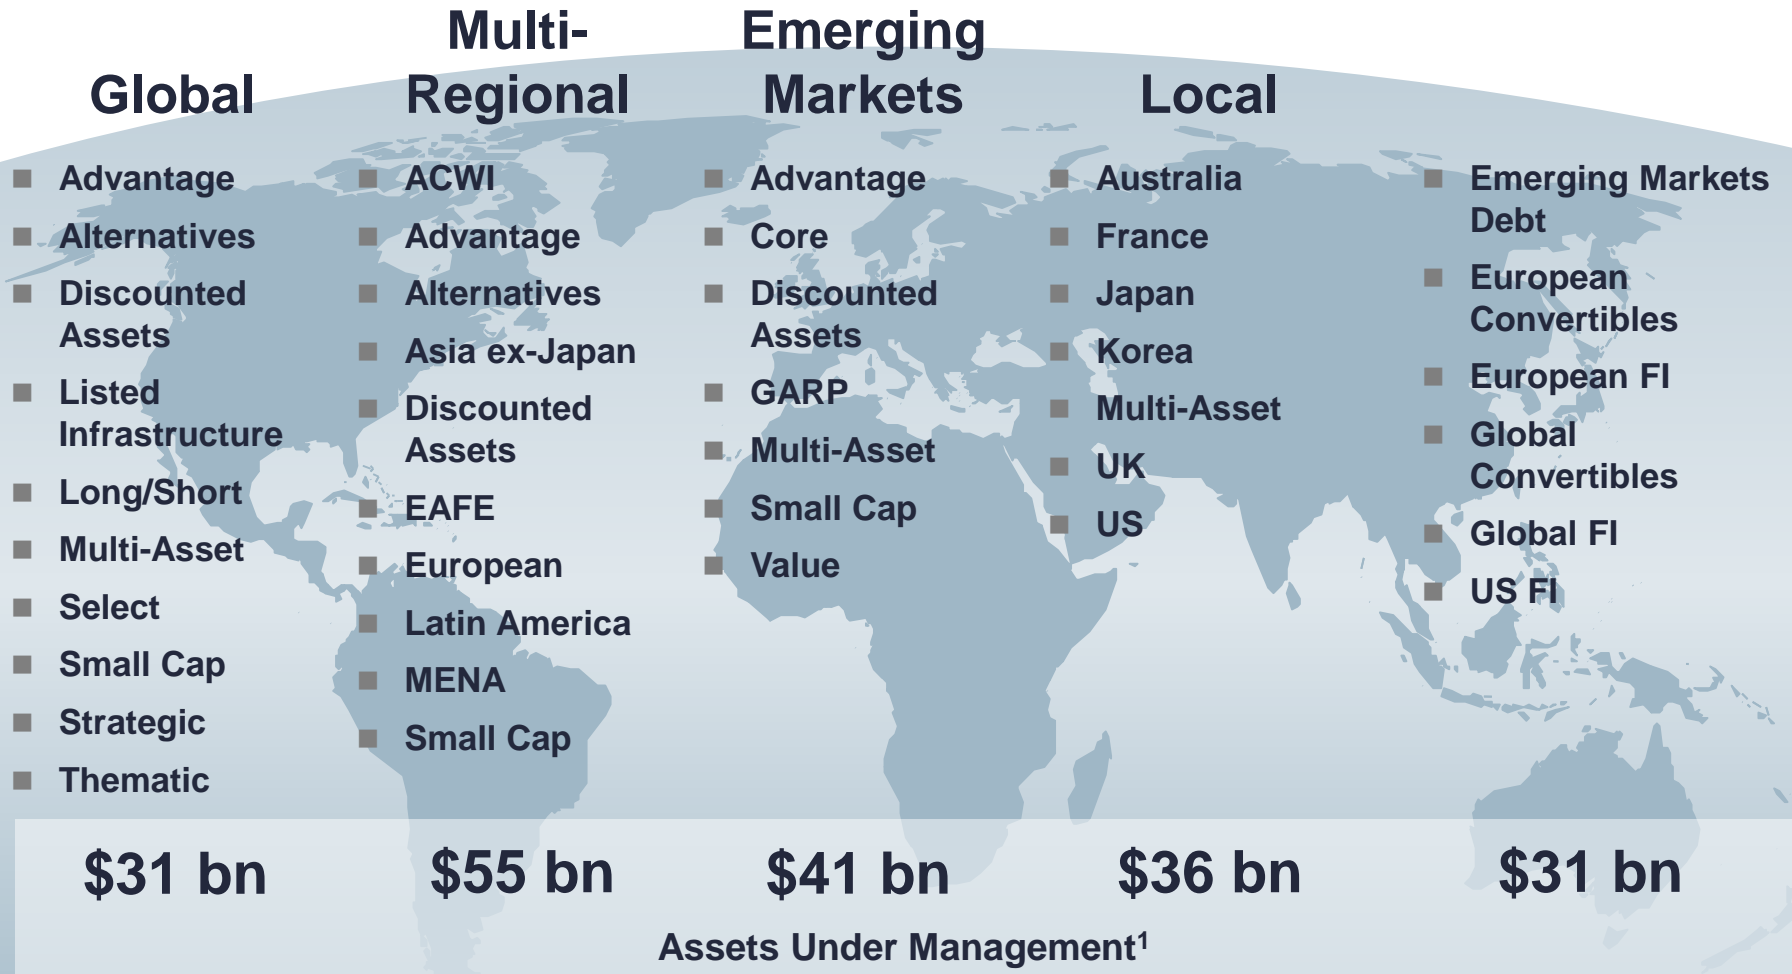 Global
Multi-
Regional
Emerging
Markets
Local
Advantage
Alternatives
Discounted
Assets
Listed
Infrastructure
Long/Short
Multi-Asset
Select
Small Cap
Strategic
Thematic
ACWI
Advantage
Alternatives
Asia ex-Japan
Discounted
Assets
EAFE
European
Latin America
MENA
Small Cap
Advantage
Core
Discounted
Assets
GARP
Multi-Asset
Small Cap
Value
Australia
France
Japan
Korea
Multi-Asset
UK
US
Emerging Markets
Debt
European
Convertibles
European FI
Global
Convertibles
Global FI
US FI
$31 bn
$55 bn
$41 bn
$36 bn
$31 bn
Assets Under Management¹